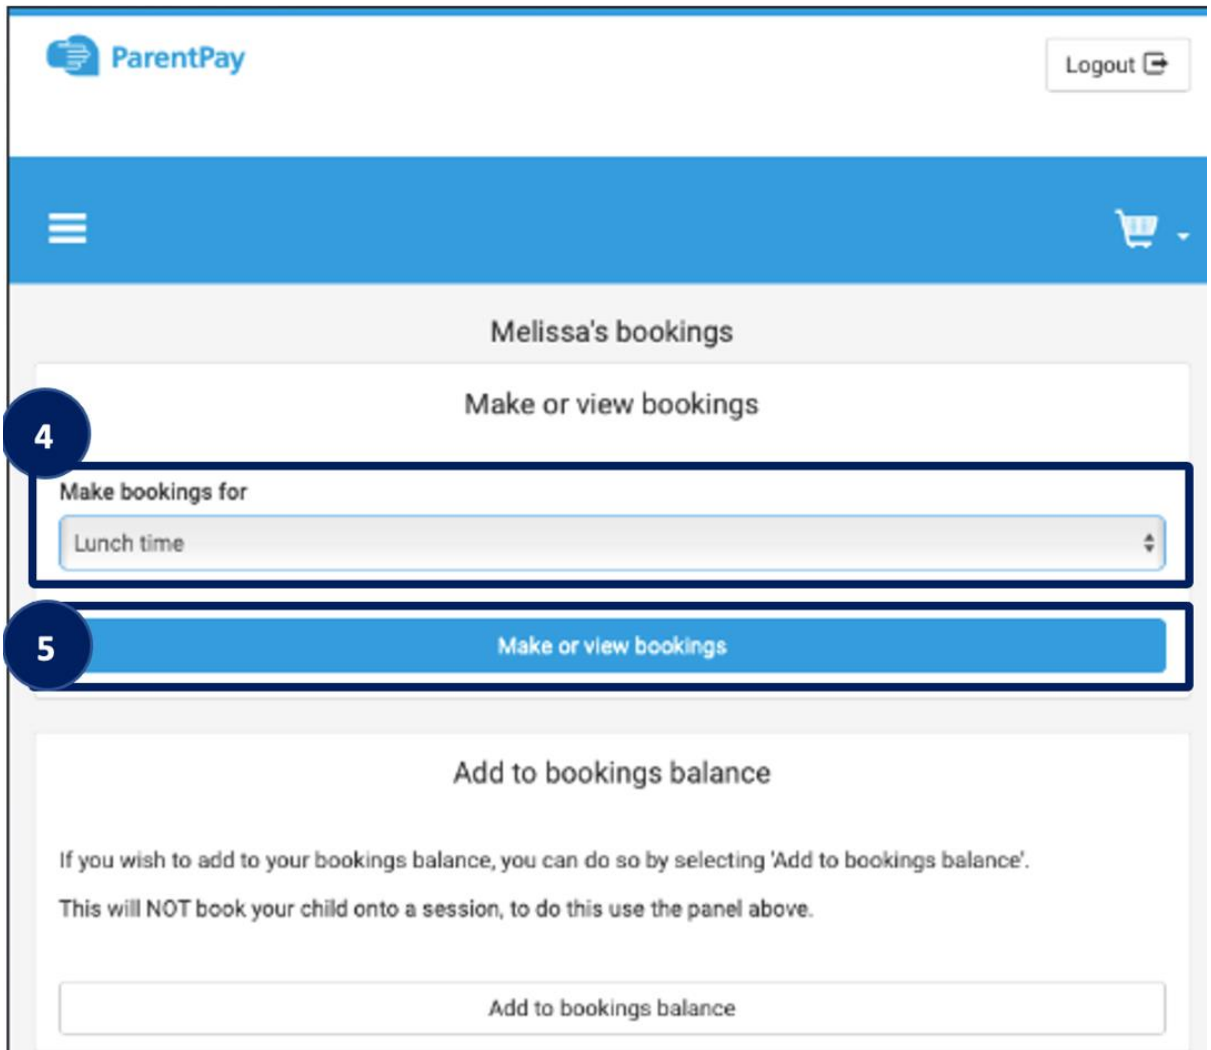 ParentPay
Logout
Melissa's bookings
Make or view bookings
4
Make bookings for
Lunch time
5
Make or view bookings
Add to bookings balance
If you wish to add to your bookings balance, you can do so by selecting 'Add to bookings balance'.
This will NOT book your child onto a session, to do this use the panel above.
Add to bookings balance